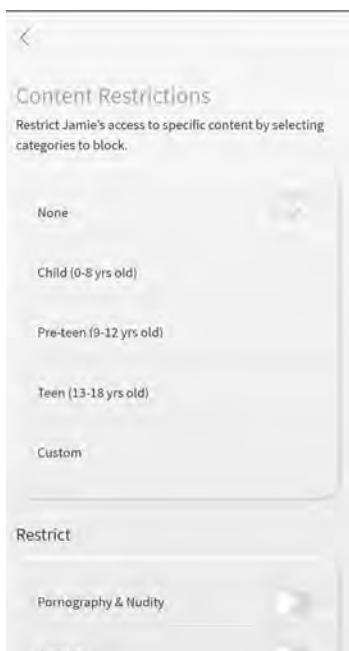 Content Restrictions
Restrict Jamie's access to specific content by selecting
categories to block.
None
Child (0-8 yrs old)
Pre-teen (9-12 yrs old)
Teen (13-18 yrs old)
Custom
Restrict
Pornography & Nudity